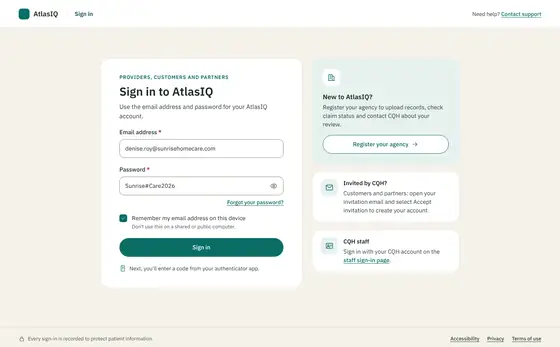 AtlasIQ
Sign in
Need help? Contact support
PROVIDERS, CUSTOMERS AND PARTNERS
Sign in to AtlasIQ
Use the email address and password for your AtlasIQ
account.
Email address *
denise.roy@sunrisehomecare.com
Password *
Sunrise#Care2026
Forgot your password?
Remember my email address on this device
Don't use this on a shared or public computer.
Sign in
Next, you'll enter a code from your authenticator app.
New to AtlasIQ?
Register your agency to upload records, check
claim status and contact CQH about your
review.
Register your agency →
Invited by CQH?
Customers and partners: open your
invitation email and select Accept
invitation to create your account.
CQH staff
Sign in with your CQH account on the
staff sign-in page.
Every sign-in is recorded to protect patient information.
Accessibility
Privacy
Terms of use